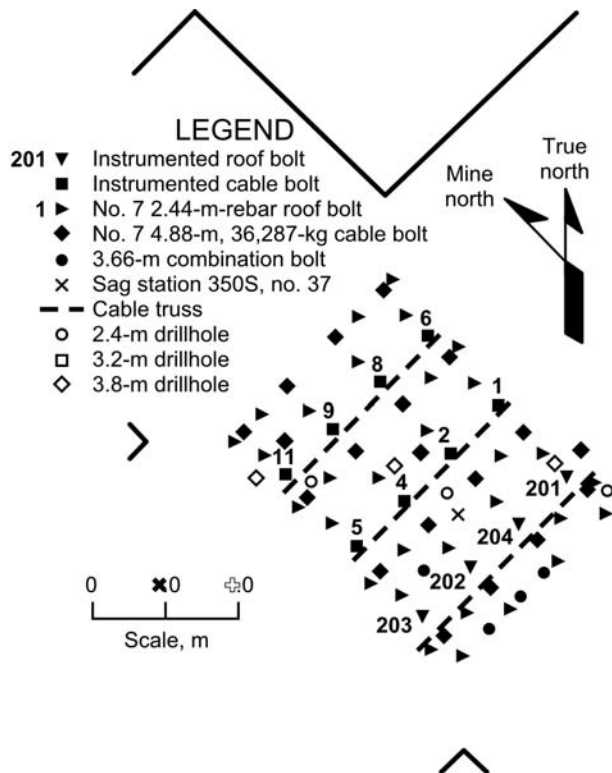 LEGEND
201 Instrumented roof bolt
Instrumented cable bolt
1 No. 7 2.44-m-rebar roof bolt
No. 7 4.88-m, 36,287-kg cable bolt
3.66-m combination bolt
Sag station 350S, no. 37
Cable truss
2.4-m drillhole
3.2-m drillhole
3.8-m drillhole
True
north
Mine
north
6
8
1
9
2
11
201
4
204
5
202
203
0 0 0
Scale, m